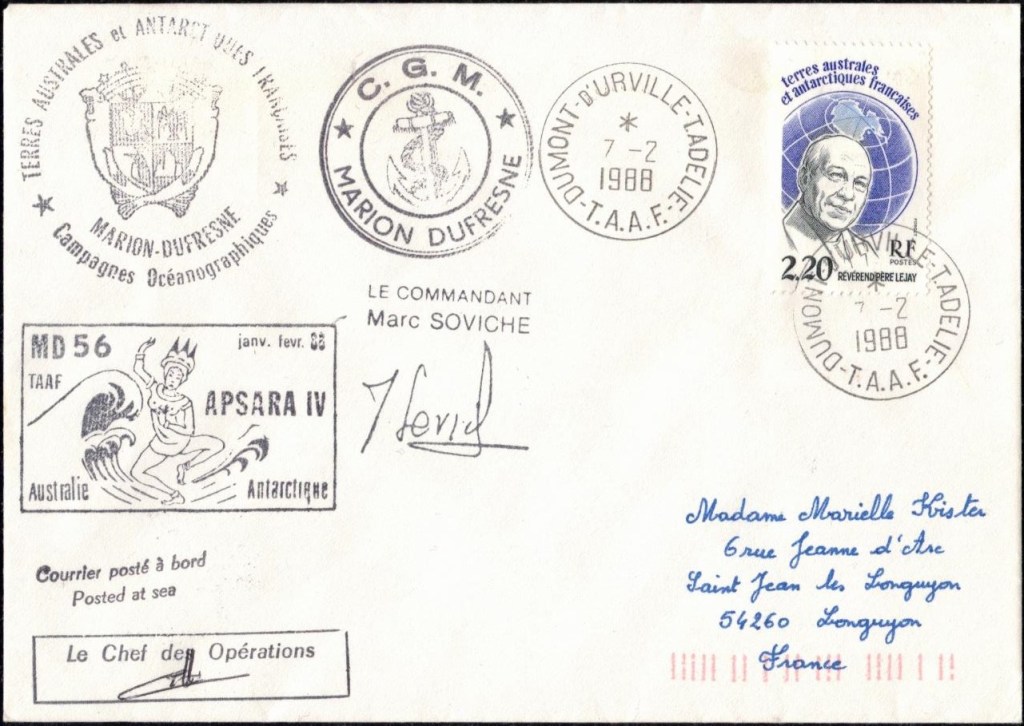 TERRES AUSTRALES et ANTARCTIQUES FRANÇAISES
MARION-DUFRESNE
Campagnes Océanographiques
C. G. M.
MARION DUFRESNE
DUMONT-D'URVILLE-T.ADELIE-
7 -2
1988
-T.A.A.F.-
terres australes
et antarctiques françaises
RF
POSTES
2,20 RÉVÉREND PÈRE LEJAY
DUMONT-D'URVILLE-T.ADELIE-
7 -2
1988
-T.A.A.F.-
LE COMMANDANT
Marc SOVICHE
MD 56 janv. fevr. 88
TAAF
APSARA IV
Australie Antarctique
Courrier posté à bord
Posted at sea
Le Chef des Opérations
Madame Marielle Kister
6 rue Jeanne d'Arc
Saint Jean les Longuyon
54260 Longuyon
France